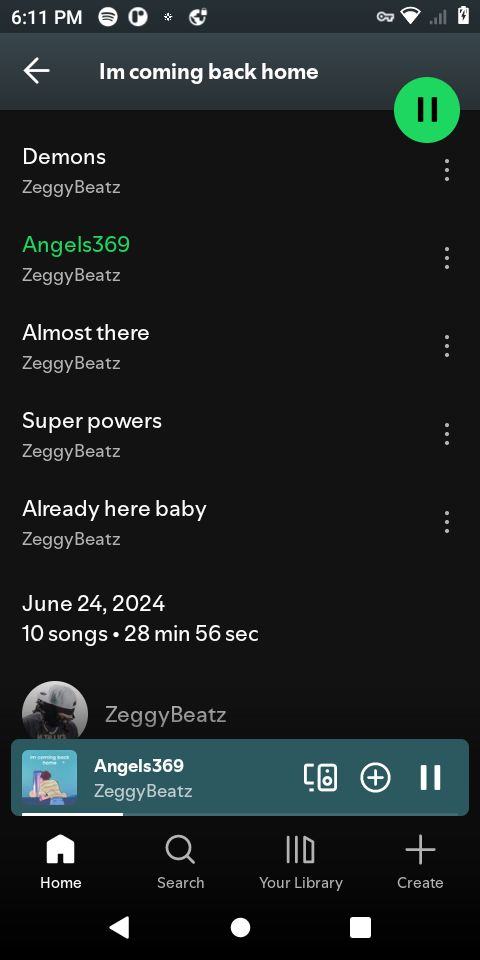 6:11 PM
Im coming back home
Demons
ZeggyBeatz
Angels369
ZeggyBeatz
Almost there
ZeggyBeatz
Super powers
ZeggyBeatz
Already here baby
ZeggyBeatz
June 24, 2024
10 songs • 28 min 56 sec
ZeggyBeatz
im coming back
home
Angels369
ZeggyBeatz
Home
Search
Your Library
Create